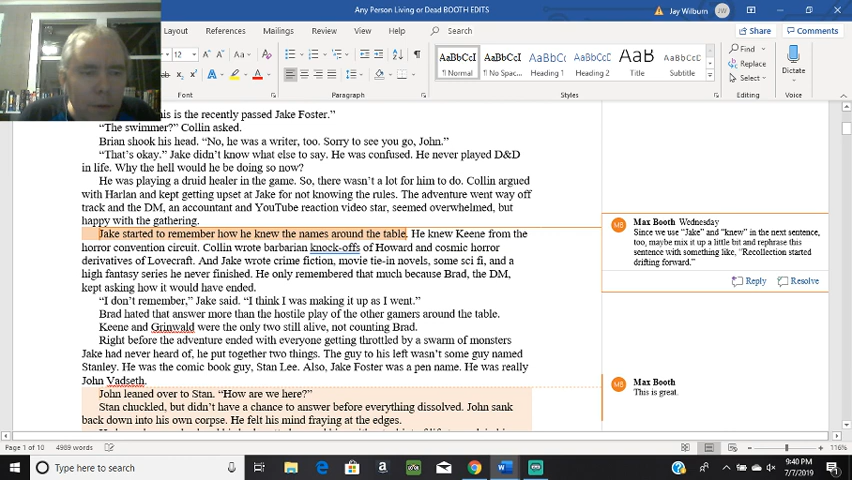 Any Person Living or Dead BOOTH EDITS
Jay Wilburn
JW
Layout
References
Mailings
Review
View
Help
Search
Share
Comments
12
AaBbCcI
AaBbCcI
AaBbCc
AaBbCc
AaB
AaBbCcI
¶ Normal
¶ No Spac...
Heading 1
Heading 2
Title
Subtitle
Find
Replace
Select
Dictate
Paragraph
Styles
Editing
Voice
his is the recently passed Jake Foster.”
“The swimmer?” Collin asked.
Brian shook his head. “No, he was a writer, too. Sorry to see you go, John.”
“That’s okay.” Jake didn’t know what else to say. He was confused. He never played D&D
in life. Why the hell would he be doing so now?
He was playing a druid healer in the game. So, there wasn’t a lot for him to do. Collin argued
with Harlan and kept getting upset at Jake for not knowing the rules. The adventure went way off
track and the DM, an accountant and YouTube reaction video star, seemed overwhelmed, but
happy with the gathering.
Jake started to remember how he knew the names around the table. He knew Keene from the
horror convention circuit. Collin wrote barbarian knock-offs of Howard and cosmic horror
derivatives of Lovecraft. And Jake wrote crime fiction, movie tie-in novels, some sci fi, and a
high fantasy series he never finished. He only remembered that much because Brad, the DM,
kept asking how it would have ended.
“I don’t remember,” Jake said. “I think I was making it up as I went.”
Brad hated that answer more than the hostile play of the other gamers around the table.
Keene and Grinwald were the only two still alive, not counting Brad.
Right before the adventure ended with everyone getting throttled by a swarm of monsters
Jake had never heard of, he put together two things. The guy to his left wasn’t some guy named
Stanley. He was the comic book guy, Stan Lee. Also, Jake Foster was a pen name. He was really
John Vadseth.
John leaned over to Stan. “How are we here?”
Stan chuckled, but didn’t have a chance to answer before everything dissolved. John sank
back down into his own corpse. He felt his mind fraying at the edges.
MB
Max Booth Wednesday
Since we use “Jake” and “knew” in the next sentence,
too, maybe mix it up a little bit and rephrase this
sentence with something like, “Recollection started
drifting forward.”
Reply
Resolve
MB
Max Booth
This is great.
Page 1 of 10
4989 words
116%
Type here to search
9:40 PM
7/7/2019